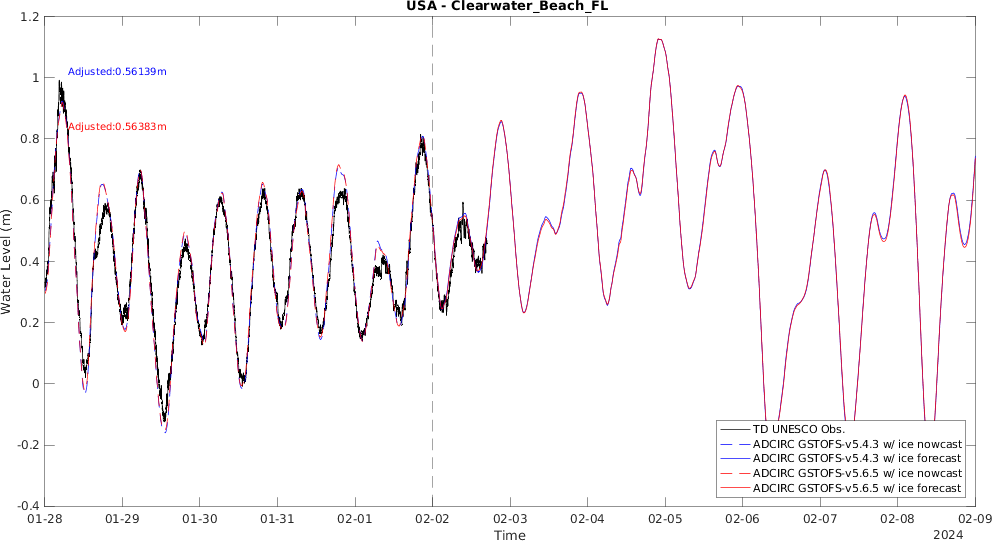 USA - Clearwater_Beach_FL
1.2
1
0.8
0.6
0.4
0.2
0
-0.2
-0.4
Water Level (m)
Adjusted:0.56139m
Adjusted:0.56383m
TD UNESCO Obs.
ADCIRC GSTOFS-v5.4.3 w/ ice nowcast
ADCIRC GSTOFS-v5.4.3 w/ ice forecast
ADCIRC GSTOFS-v5.6.5 w/ ice nowcast
ADCIRC GSTOFS-v5.6.5 w/ ice forecast
01-28 01-29 01-30 01-31 02-01 02-02 02-03 02-04 02-05 02-06 02-07 02-08 02-09
Time
2024